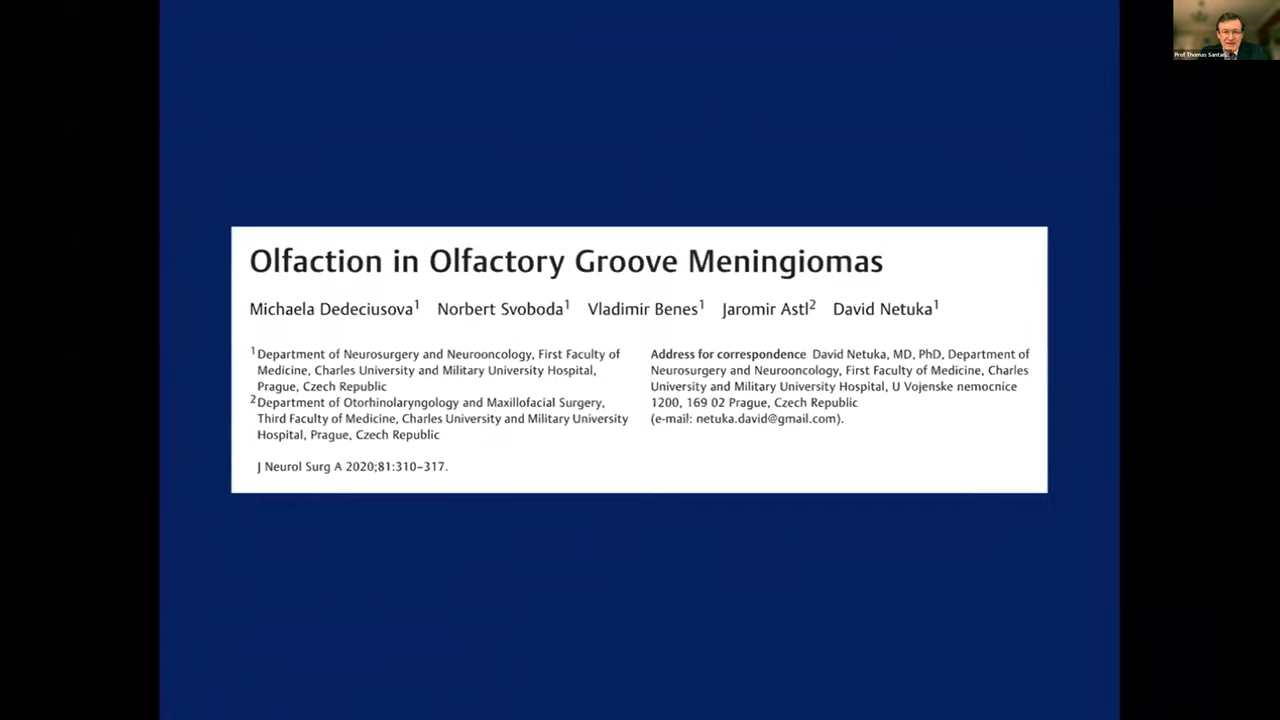 Prof Thomas
Olfaction in Olfactory Groove Meningiomas
Michaela Dedeciusova1 Norbert Svoboda1 Vladimir Benes1 Jaromir Astl2 David Netuka1
1Department of Neurosurgery and Neurooncology, First Faculty of
Medicine, Charles University and Military University Hospital,
Prague, Czech Republic
2Department of Otorhinolaryngology and Maxillofacial Surgery,
Third Faculty of Medicine, Charles University and Military University
Hospital, Prague, Czech Republic
Address for correspondence David Netuka, MD, PhD, Department of
Neurosurgery and Neurooncology, First Faculty of Medicine, Charles
University and Military University Hospital, U Vojenske nemocnice
1200, 169 02 Prague, Czech Republic
(e-mail: netuka.david@gmail.com).
J Neurol Surg A 2020;81:310–317.